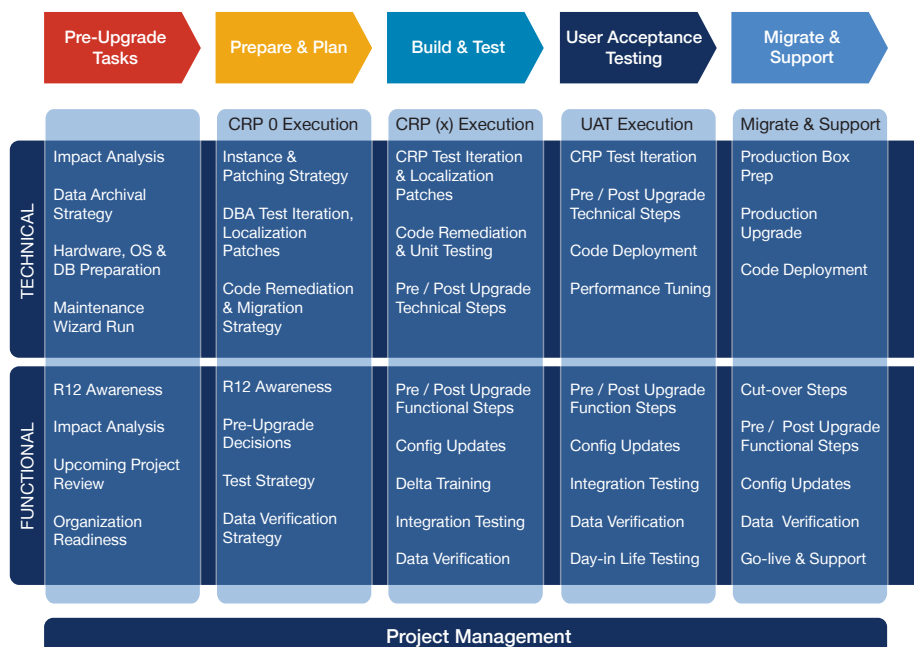 Pre-Upgrade
Tasks
Prepare & Plan
Build & Test
User Acceptance
Testing
Migrate &
Support
CRP 0 Execution
CRP (x) Execution
UAT Execution
Migrate & Support
TECHNICAL
Impact Analysis
Data Archival
Strategy
Hardware, OS &
DB Preparation
Maintenance
Wizard Run
Instance &
Patching Strategy
DBA Test Iteration,
Localization
Patches
Code Remediation
& Migration
Strategy
CRP Test Iteration
& Localization
Patches
Code Remediation
& Unit Testing
Pre / Post Upgrade
Technical Steps
CRP Test Iteration
Pre / Post Upgrade
Technical Steps
Code Deployment
Performance Tuning
Production Box
Prep
Production
Upgrade
Code Deployment
FUNCTIONAL
R12 Awareness
Impact Analysis
Upcoming Project
Review
Organization
Readiness
R12 Awareness
Pre-Upgrade
Decisions
Test Strategy
Data Verification
Strategy
Pre / Post Upgrade
Functional Steps
Config Updates
Delta Training
Integration Testing
Data Verification
Pre / Post Upgrade
Function Steps
Config Updates
Integration Testing
Data Verification
Day-in Life Testing
Cut-over Steps
Pre / Post Upgrade
Functional Steps
Config Updates
Data Verification
Go-live & Support
Project Management